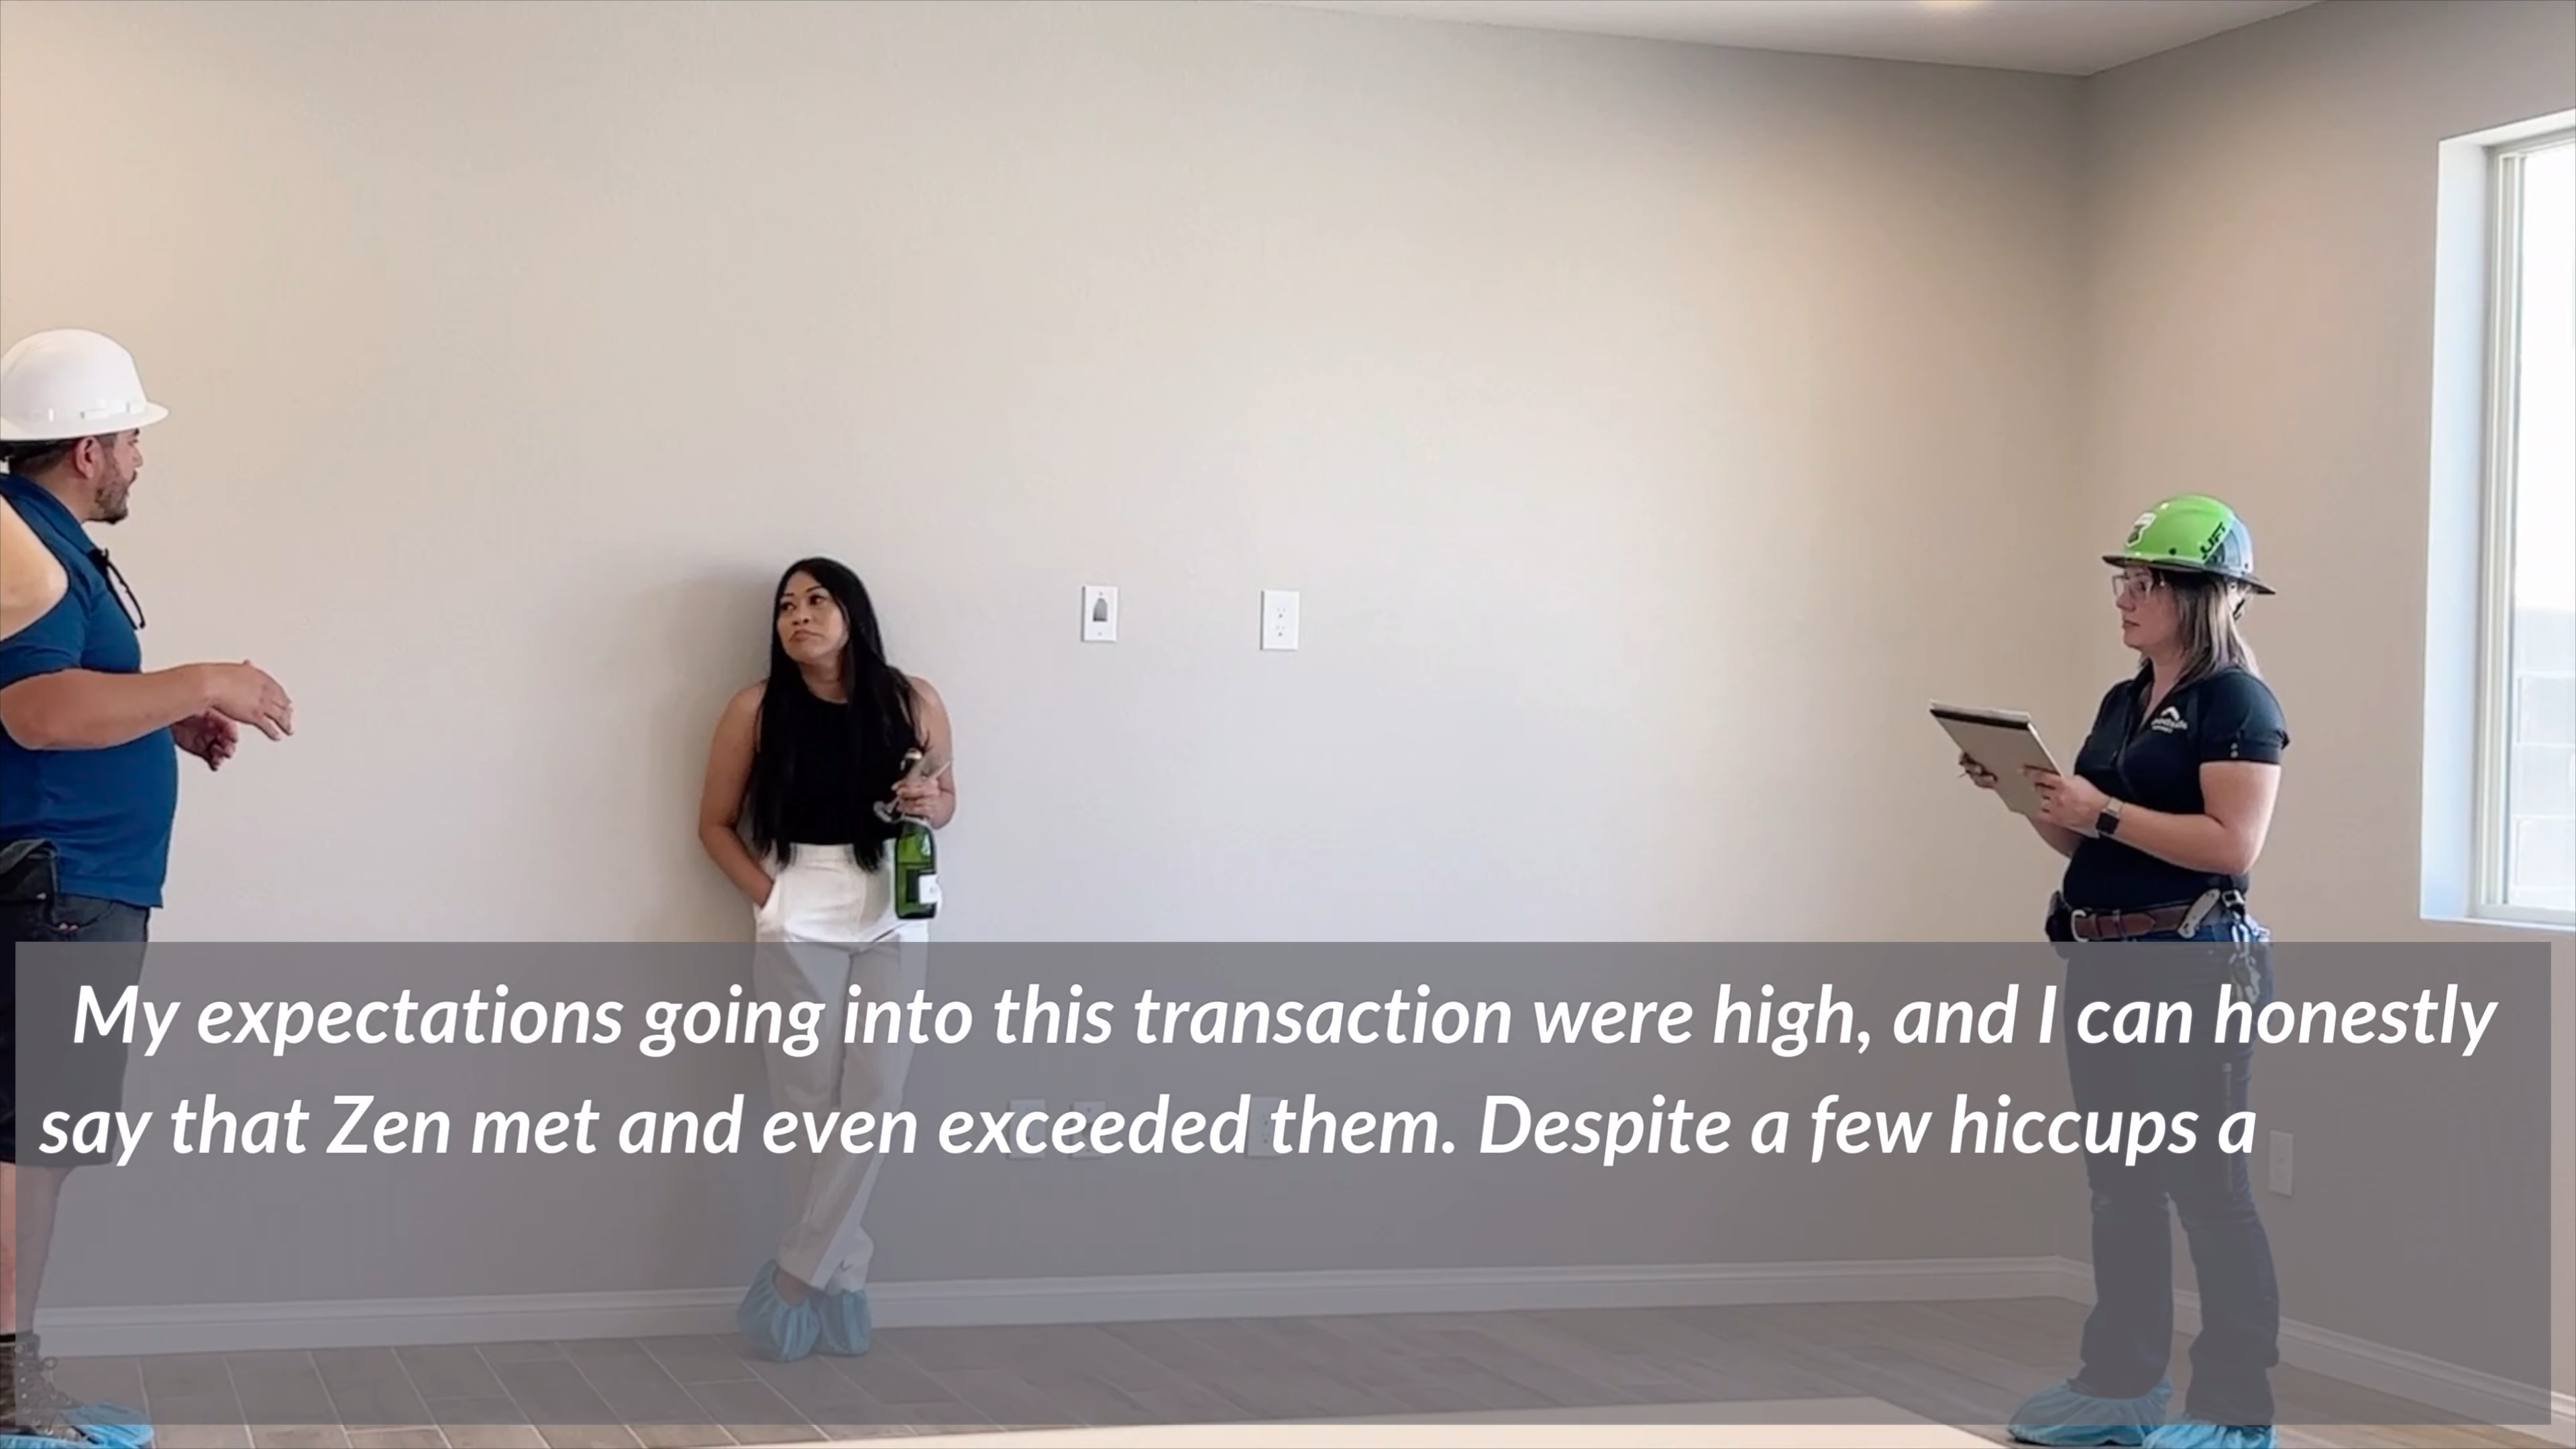 LIFT
My expectations going into this transaction were high, and I can honestly
say that Zen met and even exceeded them. Despite a few hiccups a